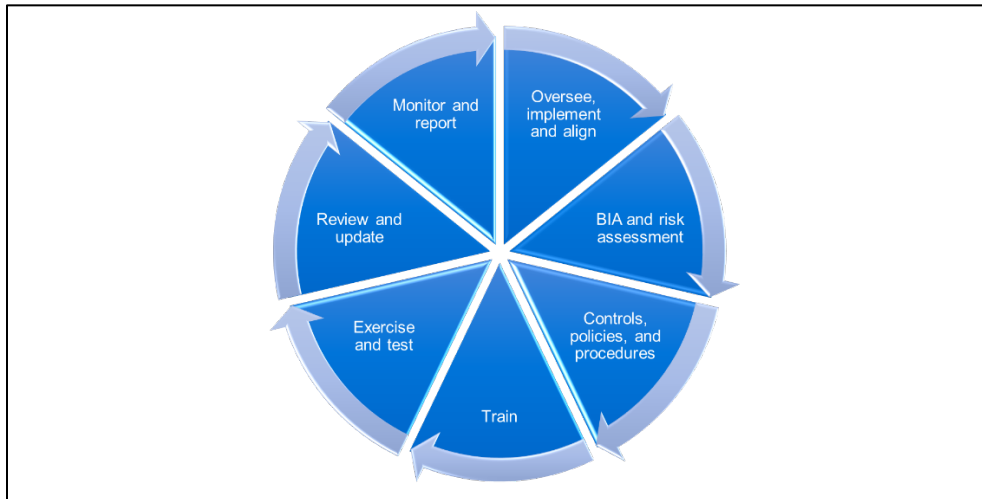 Oversee,
implement
and align
BIA and risk
assessment
Controls,
policies, and
procedures
Train
Exercise
and test
Review and
update
Monitor and
report